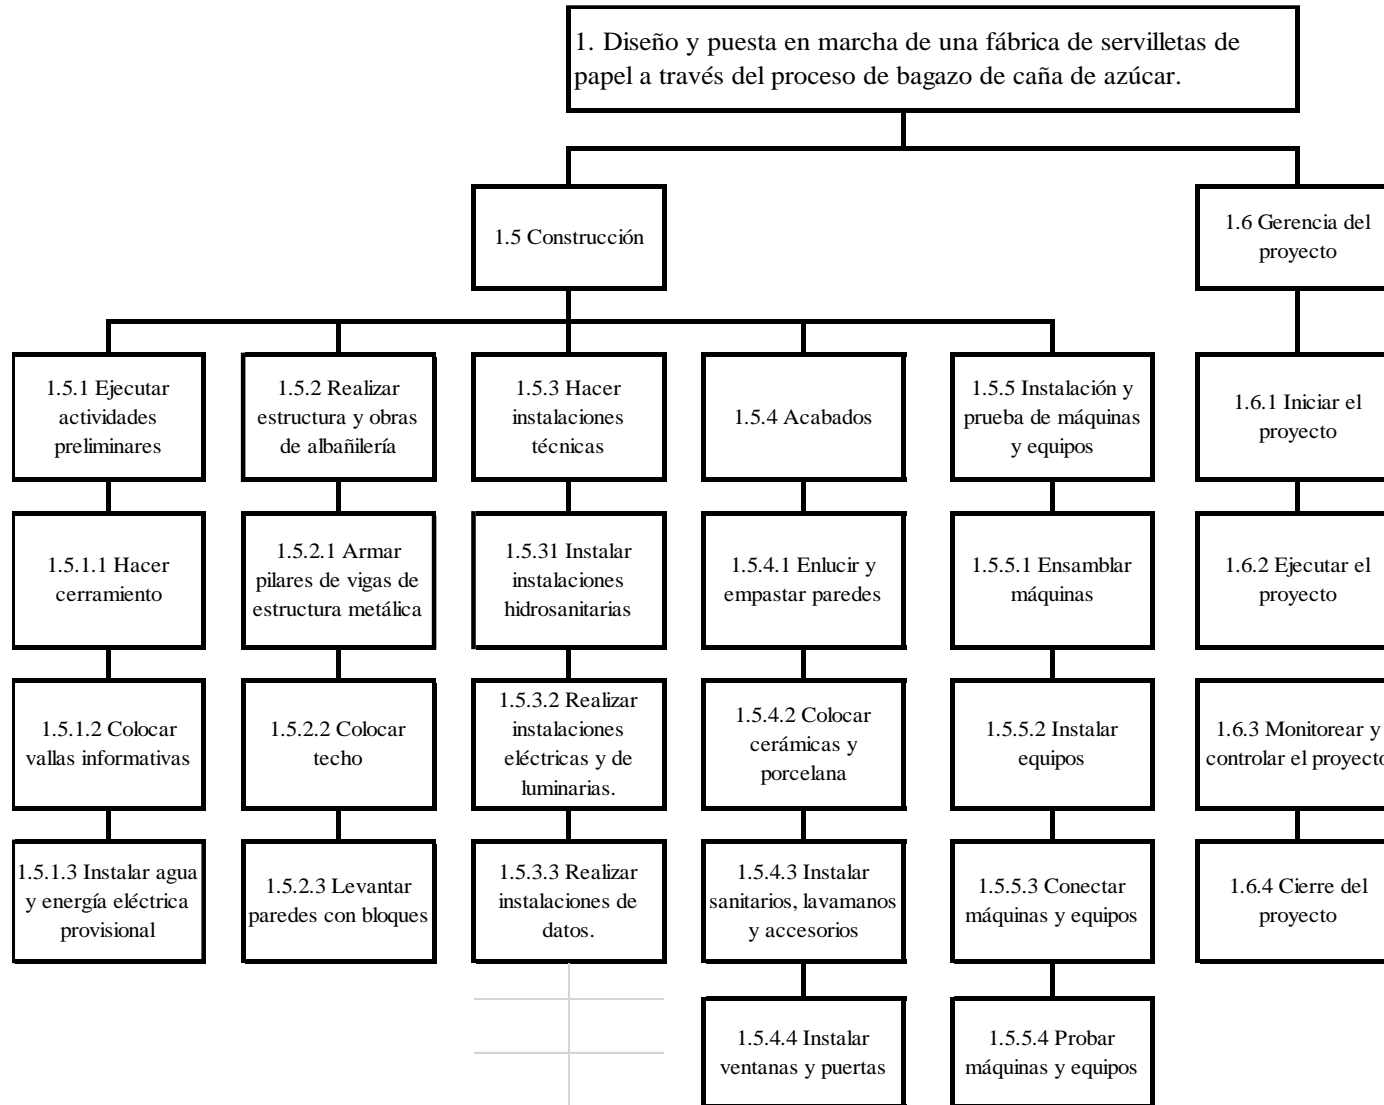 1. Diseño y puesta en marcha de una fábrica de servilletas de
papel a través del proceso de bagazo de caña de azúcar.
1.5 Construcción
1.6 Gerencia del
proyecto
1.5.1 Ejecutar
actividades
preliminares
1.5.2 Realizar
estructura y obras
de albañilería
1.5.3 Hacer
instalaciones
técnicas
1.5.4 Acabados
1.5.5 Instalación y
prueba de máquinas
y equipos
1.6.1 Iniciar el
proyecto
1.5.1.1 Hacer
cerramiento
1.5.2.1 Armar
pilares de vigas de
estructura metálica
1.5.31 Instalar
instalaciones
hidrosanitarias
1.5.4.1 Enlucir y
empastar paredes
1.5.5.1 Ensamblar
máquinas
1.6.2 Ejecutar el
proyecto
1.5.1.2 Colocar
vallas informativas
1.5.2.2 Colocar
techo
1.5.3.2 Realizar
instalaciones
eléctricas y de
luminarias.
1.5.4.2 Colocar
cerámicas y
porcelana
1.5.5.2 Instalar
equipos
1.6.3 Monitorear y
controlar el proyecto
1.5.1.3 Instalar agua
y energía eléctrica
provisional
1.5.2.3 Levantar
paredes con bloques
1.5.3.3 Realizar
instalaciones de
datos.
1.5.4.3 Instalar
sanitarios, lavamanos
y accesorios
1.5.5.3 Conectar
máquinas y equipos
1.6.4 Cierre del
proyecto
1.5.4.4 Instalar
ventanas y puertas
1.5.5.4 Probar
máquinas y equipos